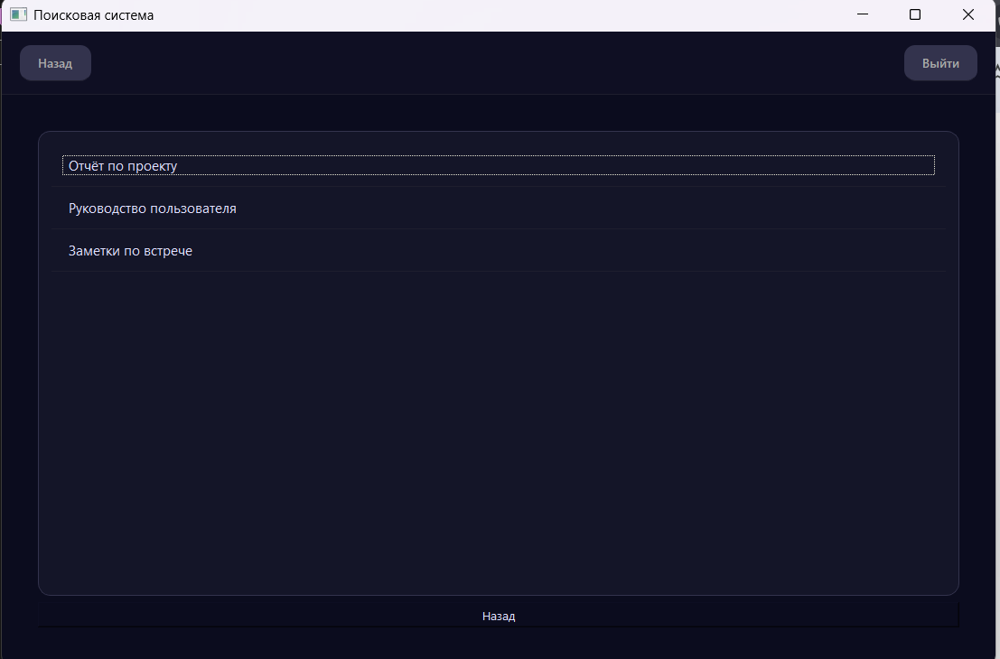 Поисковая система
Назад
Выйти
Отчёт по проекту
Руководство пользователя
Заметки по встрече
Назад